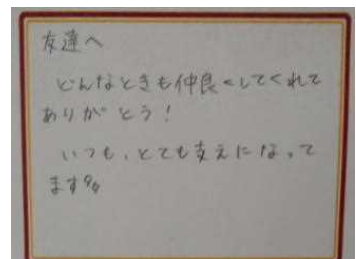 友達へ
どんなときも仲良くしてくれて
ありがとう!
いつも、とても支えになって
ます